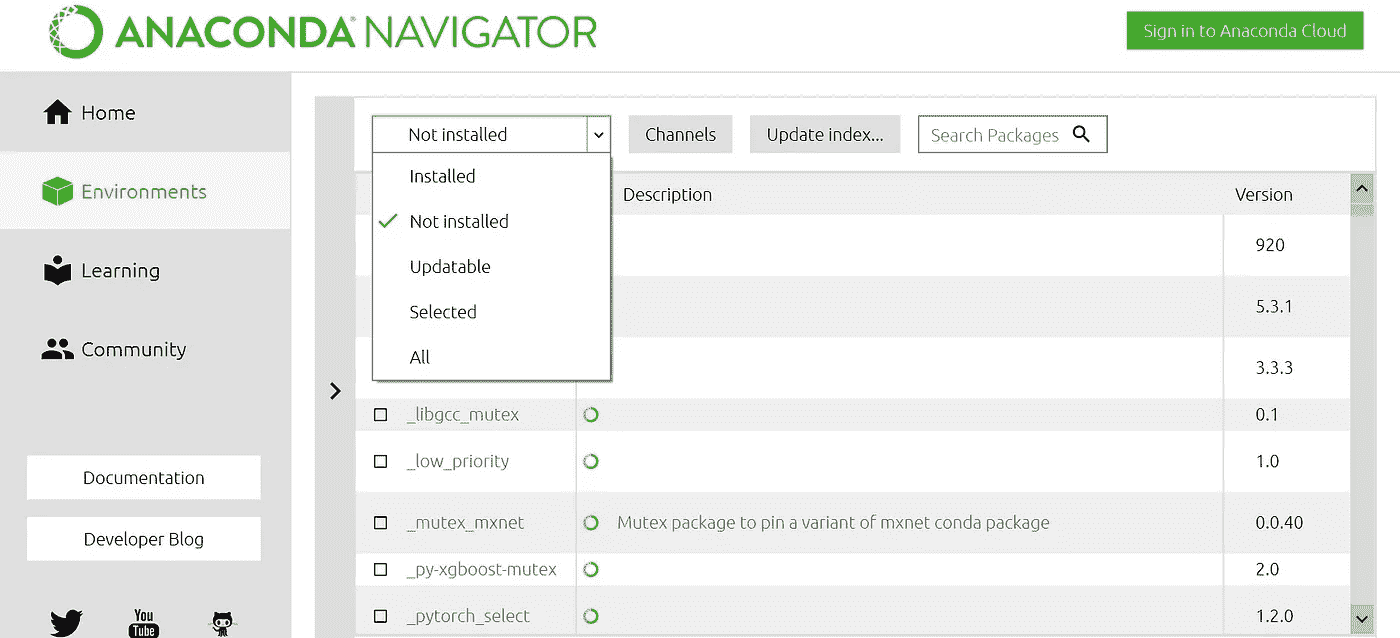 ANACONDA® NAVIGATOR
Sign in to Anaconda Cloud
Home
Environments
Learning
Community
Documentation
Developer Blog
You
Tube
Not installed
Channels
Update index...
Search Packages
Installed
Not installed
Updatable
Selected
All
Description
Version
920
5.3.1
3.3.3
_libgcc_mutex 0.1
_low_priority 1.0
_mutex_mxnet Mutex package to pin a variant of mxnet conda package 0.0.40
_py-xgboost-mutex 2.0
_pytorch_select 1.2.0